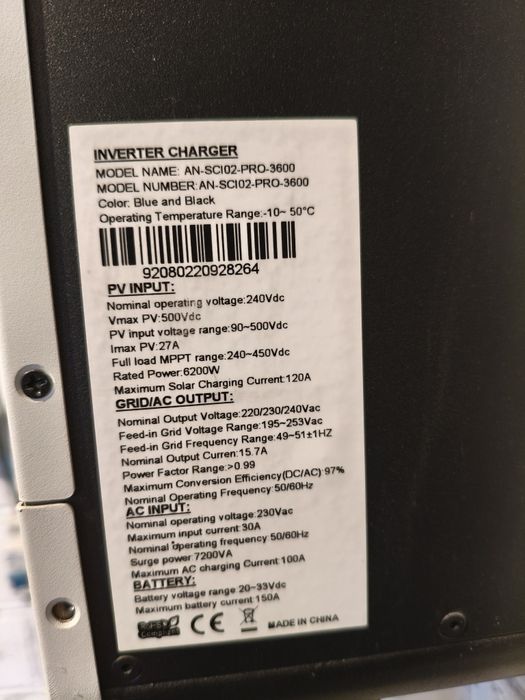 INVERTER CHARGER
MODEL NAME: AN-SCI02-PRO-3600
MODEL NUMBER:AN-SCI02-PRO-3600
Color: Blue and Black
Operating Temperature Range:-10~ 50°C
92080220928264
PV INPUT:
Nominal operating voltage:240Vdc
Vmax PV:500Vdc
PV input voltage range:90~500Vdc
Imax PV:27A
Full load MPPT range:240~450Vdc
Rated Power:6200W
Maximum Solar Charging Current:120A
GRID/AC OUTPUT:
Nominal Output Voltage:220/230/240Vac
Feed-in Grid Voltage Range:195~253Vac
Feed-in Grid Frequency Range:49~51±1HZ
Nominal Output Curren:15.7A
Power Factor Range:>0.99
Maximum Conversion Efficiency(DC/AC):97%
Nominal Operating Frequency:50/60Hz
AC INPUT:
Nominal operating voltage:230Vac
Maximum input current:30A
Nominal operating frequency 50/60Hz
Surge power:7200VA
Maximum AC charging Current:100A
BATTERY:
Battery voltage range:20~33Vdc
Maximum battery current:150A
CE MADE IN CHINA